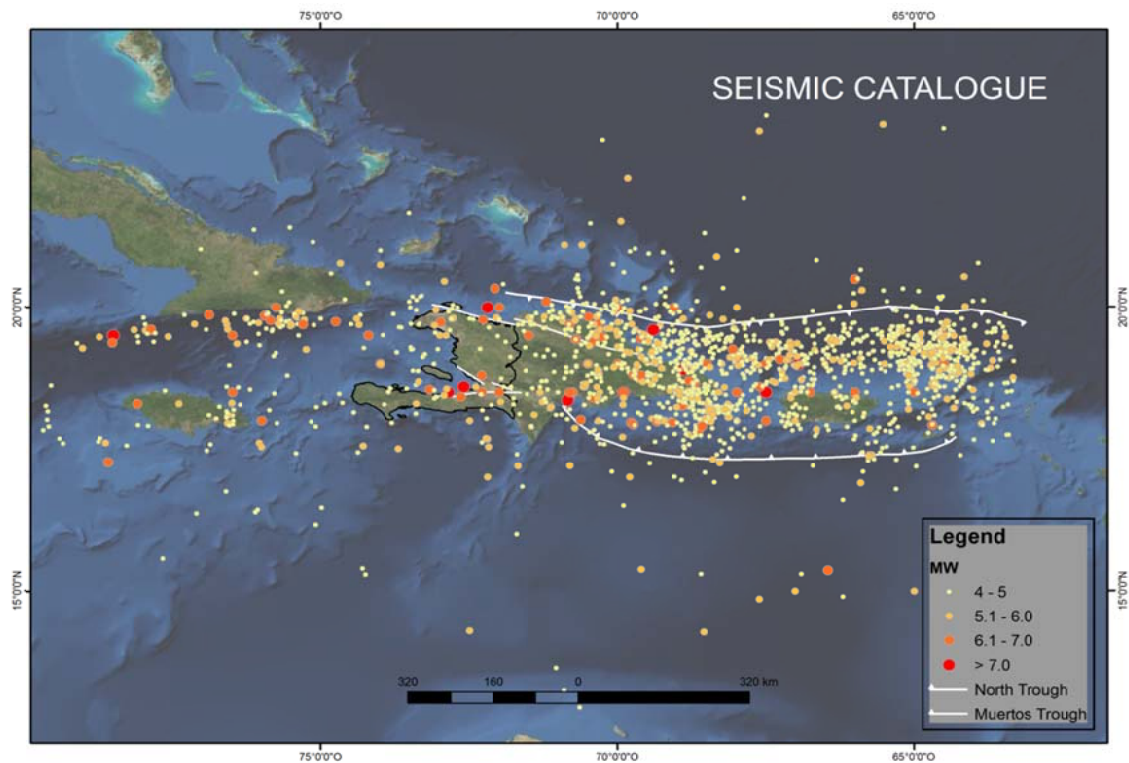 75°0'0"O 70°0'0"O 65°0'0"O
SEISMIC CATALOGUE
20°0'0"N 20°0'0"N
15°0'0"N 15°0'0"N
Legend
MW
4 - 5
5.1 - 6.0
6.1 - 7.0
> 7.0
North Trough
Muertos Trough
320 160 0 320 km
75°0'0"O 70°0'0"O 65°0'0"O